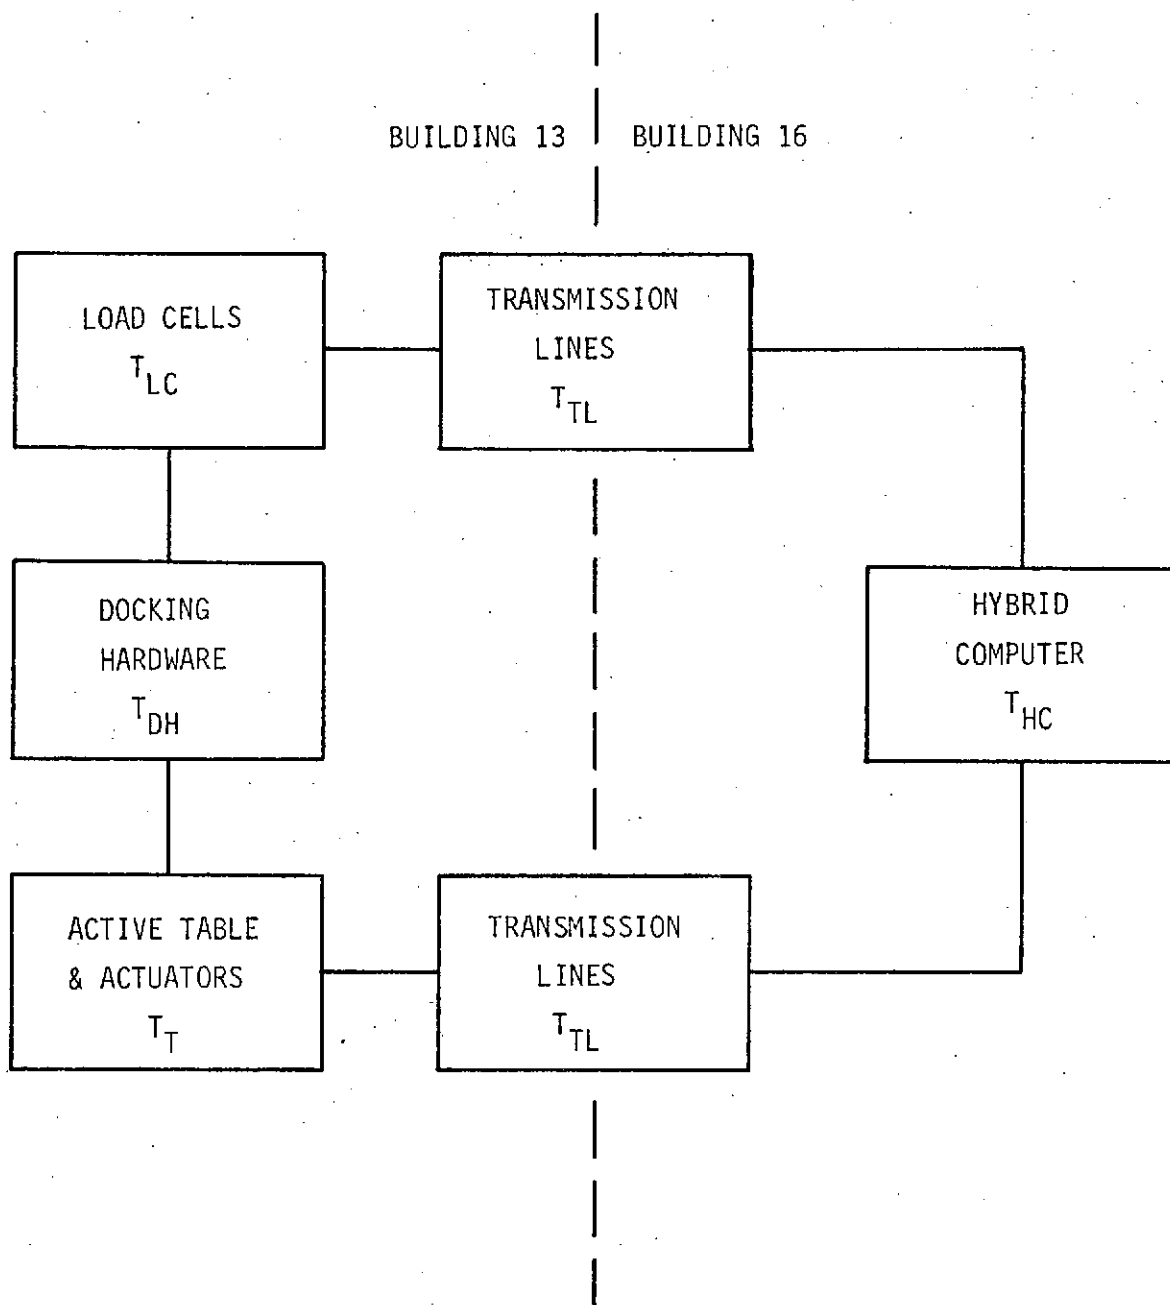 BUILDING 13
BUILDING 16
LOAD CELLS
T_LC
TRANSMISSION
LINES
T_TL
DOCKING
HARDWARE
T_DH
HYBRID
COMPUTER
T_HC
ACTIVE TABLE
& ACTUATORS
T_T
TRANSMISSION
LINES
T_TL